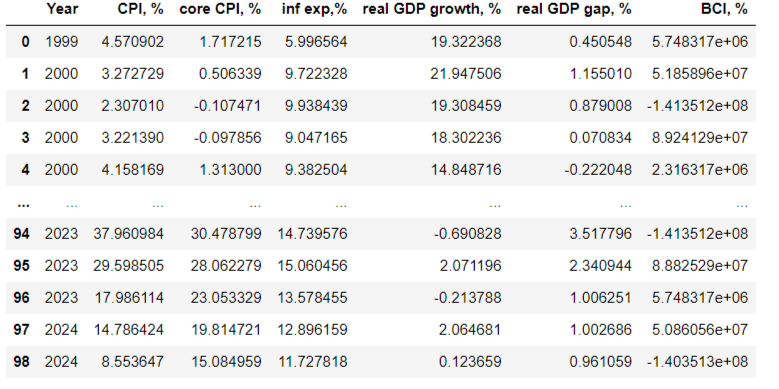 Year CPI, % core CPI, % inf exp,% real GDP growth, % real GDP gap, % BCI, %
0 1999 4.570902 1.717215 5.996564 19.322368 0.450548 5.748317e+06
1 2000 3.272729 0.506339 9.722328 21.947506 1.155010 5.185896e+07
2 2000 2.307010 -0.107471 9.938439 19.308459 0.879008 -1.413512e+08
3 2000 3.221390 -0.097856 9.047165 18.302236 0.070834 8.924129e+07
4 2000 4.158169 1.313000 9.382504 14.848716 -0.222048 2.316317e+06
... ... ... ... ... ... ... ...
94 2023 37.960984 30.478799 14.739576 -0.690828 3.517796 -1.413512e+08
95 2023 29.598505 28.062279 15.060456 2.071196 2.340944 8.882529e+07
96 2023 17.986114 23.053329 13.578455 -0.213788 1.006251 5.748317e+06
97 2024 14.786424 19.814721 12.896159 2.064681 1.002686 5.086056e+07
98 2024 8.553647 15.084959 11.727818 0.123659 0.961059 -1.403513e+08